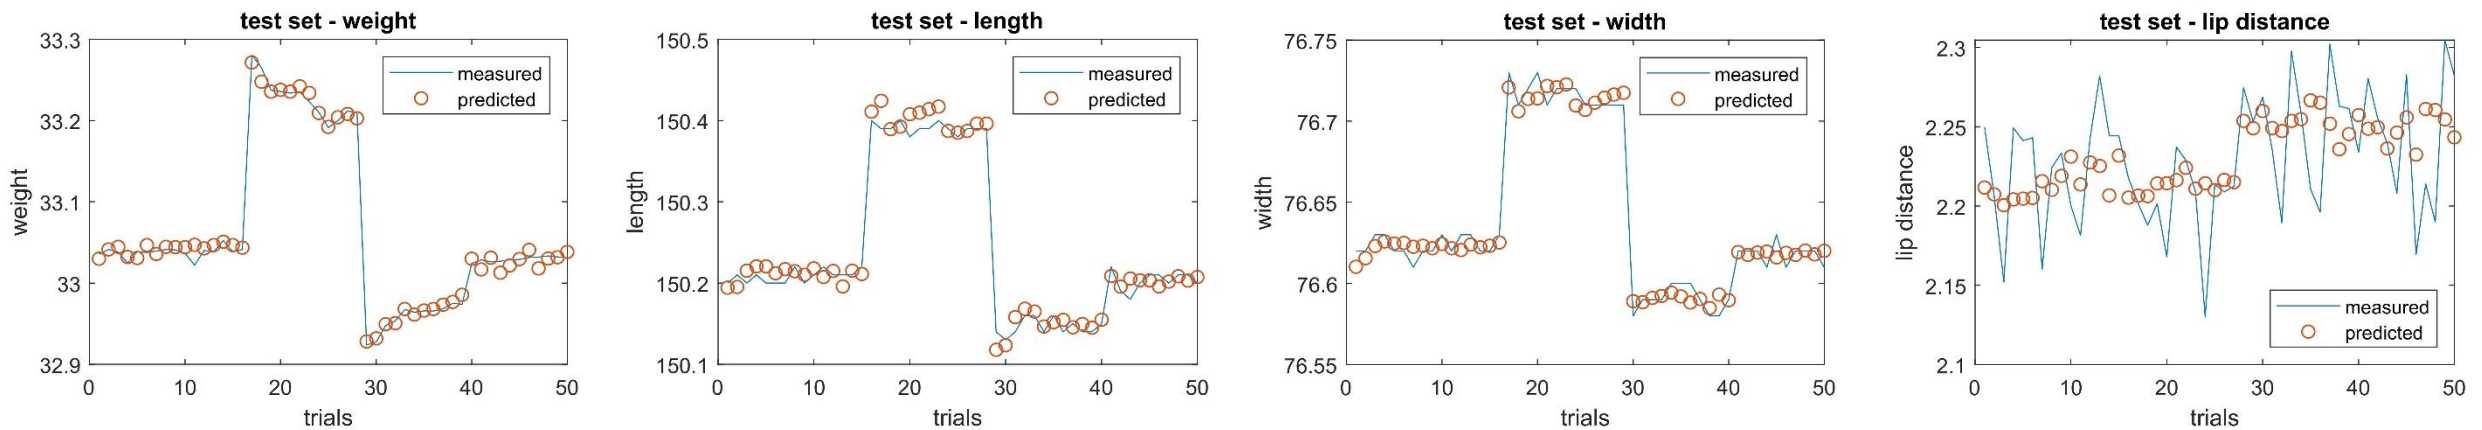 test set - weight
33.3
33.2
33.1
33
32.9
weight
0 10 20 30 40 50
trials
measured
predicted
test set - length
150.5
150.4
150.3
150.2
150.1
length
0 10 20 30 40 50
trials
measured
predicted
test set - width
76.75
76.7
76.65
76.6
76.55
width
0 10 20 30 40 50
trials
measured
predicted
test set - lip distance
2.3
2.25
2.2
2.15
2.1
lip distance
0 10 20 30 40 50
trials
measured
predicted